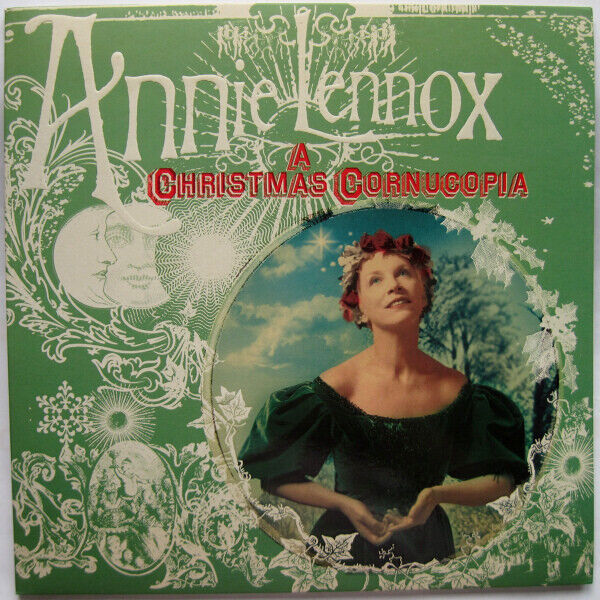 Annie Lennox
A
Christmas Cornucopia